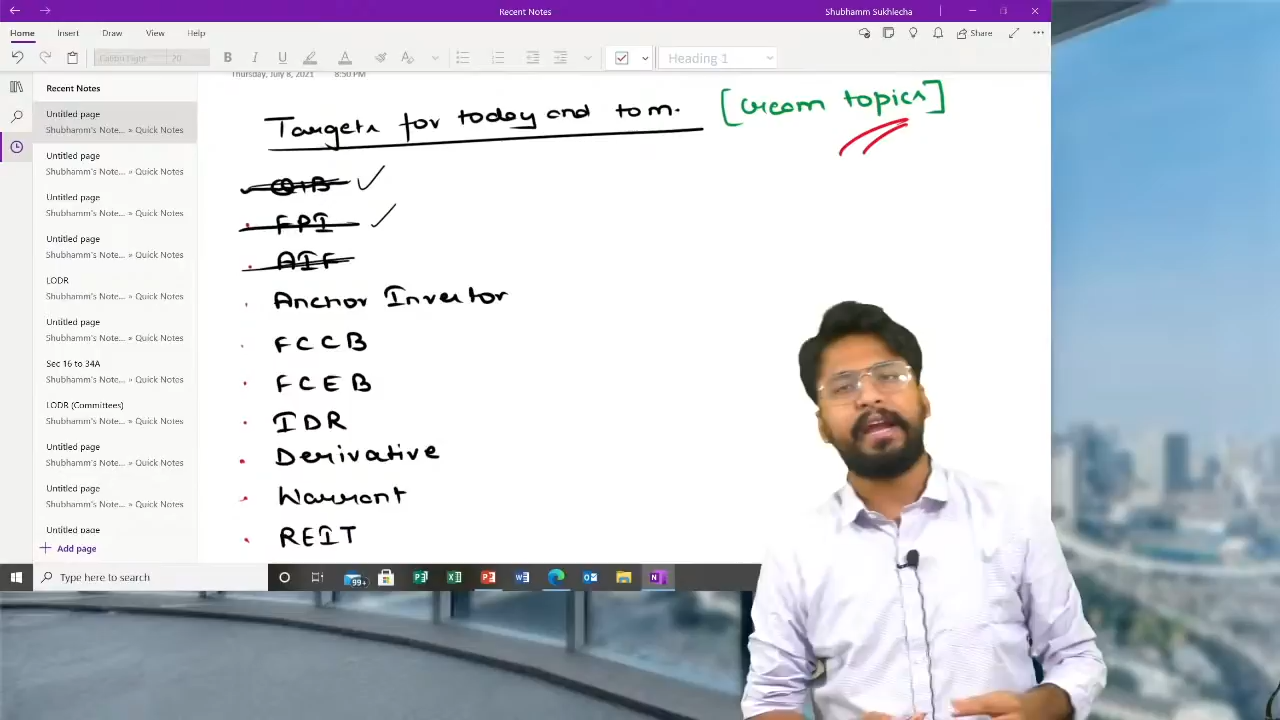 Recent Notes
Shubhamm Sukhlecha
Home Insert Draw View Help
Share
Calibri Light 20
B I U A
Heading 1
Thursday, July 8, 2021 8:50 PM
Recent Notes
Untitled page
Shubhamm's Note... » Quick Notes
Untitled page
Shubhamm's Note... » Quick Notes
Untitled page
Shubhamm's Note... » Quick Notes
Untitled page
Shubhamm's Note... » Quick Notes
LODR
Shubhamm's Note... » Quick Notes
Untitled page
Shubhamm's Note... » Quick Notes
Sec 16 to 34A
Shubhamm's Note... » Quick Notes
LODR (Committees)
Shubhamm's Note... » Quick Notes
Untitled page
Shubhamm's Note... » Quick Notes
Untitled page
Shubhamm's Note... » Quick Notes
Untitled page
+ Add page
Targets for today and tom. [cream topics]
QIB
FPI
AIF
Anchor Investor
FCCB
FCEB
IDR
Derivative
Warrant
REIT
Type here to search
99+